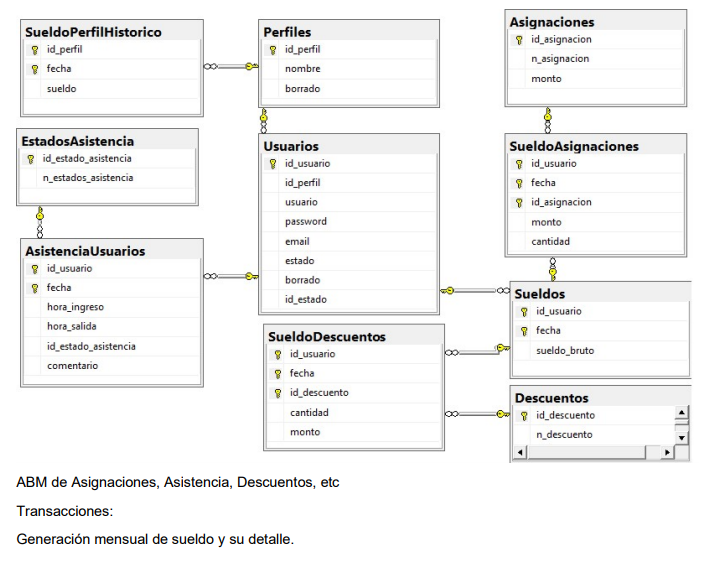 SueldoPerfilHistorico
id_perfil
fecha
sueldo
Perfiles
id_perfil
nombre
borrado
Asignaciones
id_asignacion
n_asignacion
monto
EstadosAsistencia
id_estado_asistencia
n_estados_asistencia
Usuarios
id_usuario
id_perfil
usuario
password
email
estado
borrado
id_estado
SueldoAsignaciones
id_usuario
fecha
id_asignacion
monto
cantidad
AsistenciaUsuarios
id_usuario
fecha
hora_ingreso
hora_salida
id_estado_asistencia
comentario
Sueldos
id_usuario
fecha
sueldo_bruto
SueldoDescuentos
id_usuario
fecha
id_descuento
cantidad
monto
Descuentos
id_descuento
n_descuento
ABM de Asignaciones, Asistencia, Descuentos, etc
Transacciones:
Generación mensual de sueldo y su detalle.